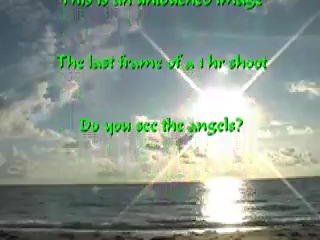 This is an untouched image
The last frame of a 1 hr shoot
Do you see the angels?